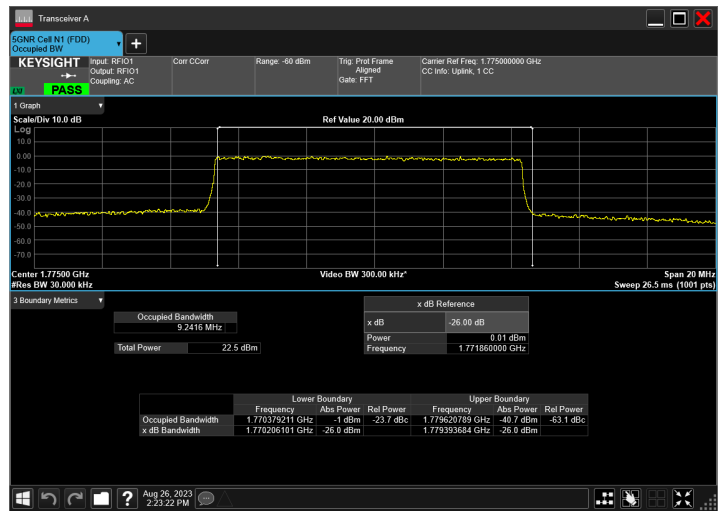 Transceiver A
5GNR Cell N1 (FDD)
Occupied BW
KEYSIGHT
LXI
PASS
Input: RFIO1
Output: RFIO1
Coupling: AC
Corr CCorr
Range: -60 dBm
Trig: Prot Frame
Aligned
Gate: FFT
Carrier Ref Freq: 1.775000000 GHz
CC Info: Uplink, 1 CC
1 Graph
Scale/Div 10.0 dB
Ref Value 20.00 dBm
Log
10.0
0.00
-10.0
-20.0
-30.0
-40.0
-50.0
-60.0
-70.0
Center 1.77500 GHz
Video BW 300.00 kHz*
Span 20 MHz
#Res BW 30.000 kHz
Sweep 26.5 ms (1001 pts)
3 Boundary Metrics
Occupied Bandwidth
9.2416 MHz
Total Power 22.5 dBm
x dB Reference
x dB -26.00 dB
Power 0.01 dBm
Frequency 1.771860000 GHz
Lower Boundary Upper Boundary
Frequency Abs Power Rel Power Frequency Abs Power Rel Power
Occupied Bandwidth 1.770379211 GHz -1 dBm -23.7 dBc 1.779620789 GHz -40.7 dBm -63.1 dBc
x dB Bandwidth 1.770206101 GHz -26.0 dBm 1.779393684 GHz -26.0 dBm
?
Aug 26, 2023
2:23:22 PM